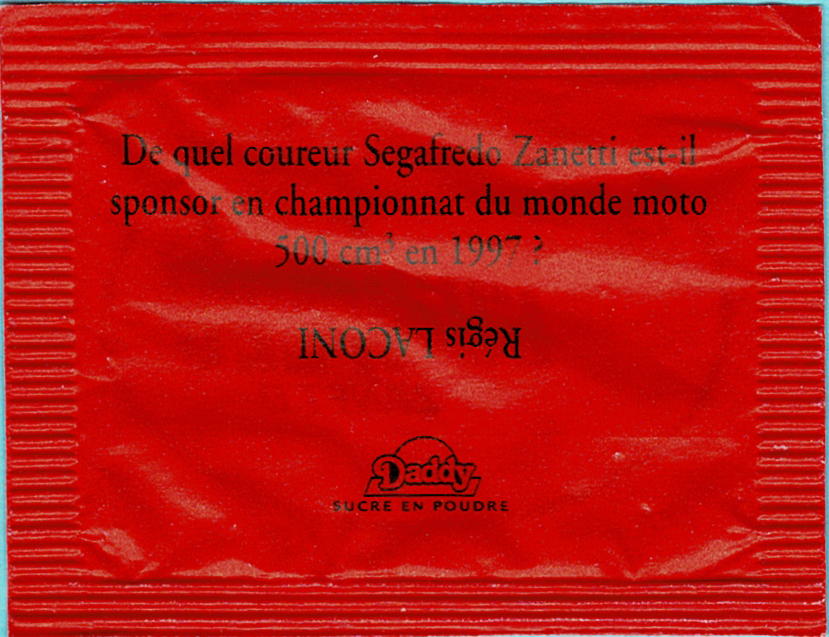 De quel coureur Segafredo Zanetti est-il
sponsor en championnat du monde moto
500 cm³ en 1997 ?
Régis LACONI
Daddy
SUCRE EN POUDRE